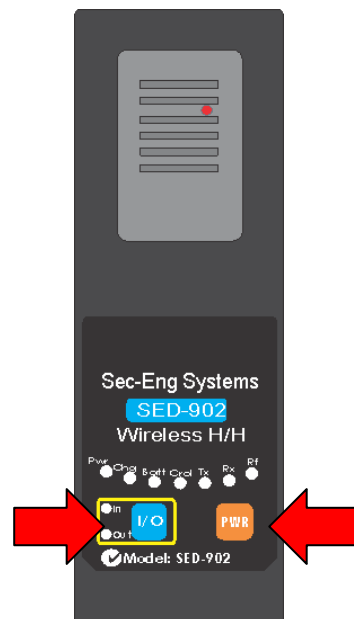 Sec-Eng Systems
SED-902
Wireless H/H
Pwr Chg Batt Crdl Tx Rx Rf
In
I/O PWR
Out
Model: SED-902